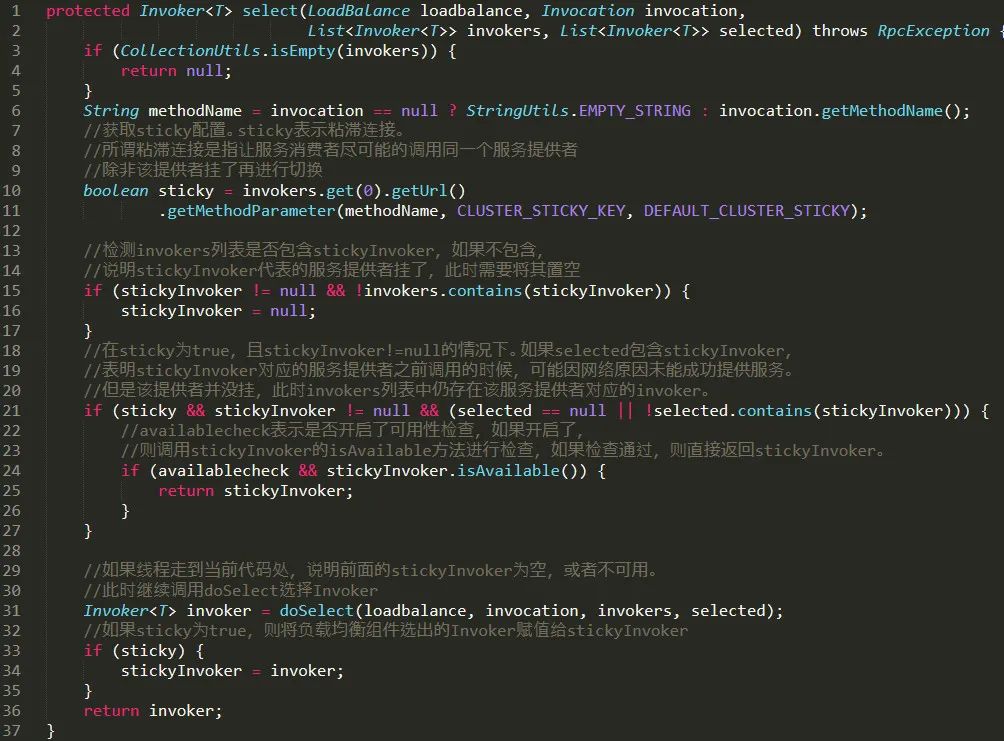 1 protected Invoker<T> select(LoadBalance loadbalance, Invocation invocation,
2 List<Invoker<T>> invokers, List<Invoker<T>> selected) throws RpcException {
3 if (CollectionUtils.isEmpty(invokers)) {
4 return null;
5 }
6 String methodName = invocation == null ? StringUtils.EMPTY_STRING : invocation.getMethodName();
7 //获取sticky配置。sticky表示粘滞连接。
8 //所谓粘滞连接是指让服务消费者尽可能的调用同一个服务提供者
9 //除非该提供者挂了再进行切换
10 boolean sticky = invokers.get(0).getUrl()
11 .getMethodParameter(methodName, CLUSTER_STICKY_KEY, DEFAULT_CLUSTER_STICKY);
12
13 //检测invokers列表是否包含stickyInvoker，如果不包含，
14 //说明stickyInvoker代表的服务提供者挂了，此时需要将其置空
15 if (stickyInvoker != null && !invokers.contains(stickyInvoker)) {
16 stickyInvoker = null;
17 }
18 //在sticky为true，且stickyInvoker!=null的情况下。如果selected包含stickyInvoker，
19 //表明stickyInvoker对应的服务提供者之前调用的时候，可能因网络原因未能成功提供服务。
20 //但是该提供者并没挂，此时invokers列表中仍存在该服务提供者对应的invoker。
21 if (sticky && stickyInvoker != null && (selected == null || !selected.contains(stickyInvoker))) {
22 //availablecheck表示是否开启了可用性检查，如果开启了，
23 //则调用stickyInvoker的isAvailable方法进行检查，如果检查通过，则直接返回stickyInvoker。
24 if (availablecheck && stickyInvoker.isAvailable()) {
25 return stickyInvoker;
26 }
27 }
28
29 //如果线程走到当前代码处，说明前面的stickyInvoker为空，或者不可用。
30 //此时继续调用doSelect选择Invoker
31 Invoker<T> invoker = doSelect(loadbalance, invocation, invokers, selected);
32 //如果sticky为true，则将负载均衡组件选出的Invoker赋值给stickyInvoker
33 if (sticky) {
34 stickyInvoker = invoker;
35 }
36 return invoker;
37 }